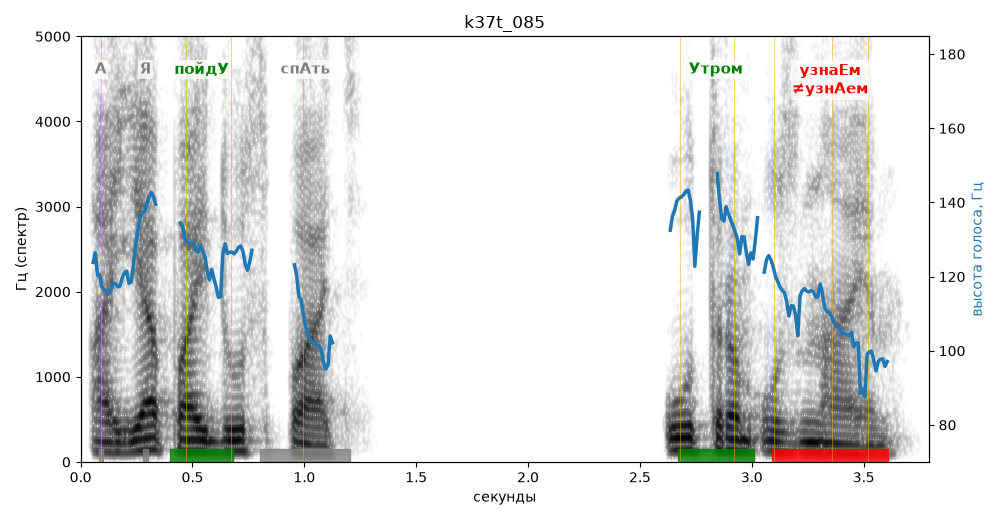 k37t_085
А Я пойдУ спАть Утром узнаЕм
≠узнАем
5000
4000
3000
2000
1000
0
Гц (спектр)
180
160
140
120
100
80
высота голоса, Гц
0.0 0.5 1.0 1.5 2.0 2.5 3.0 3.5
секунды